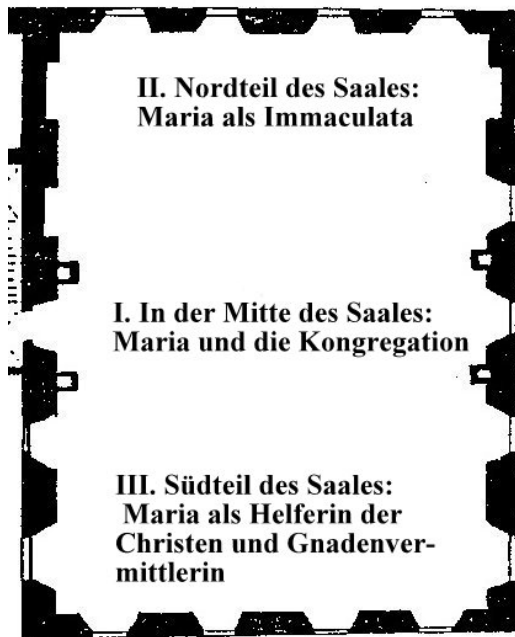 II. Nordteil des Saales:
Maria als Immaculata
I. In der Mitte des Saales:
Maria und die Kongregation
III. Südteil des Saales:
Maria als Helferin der
Christen und Gnadenver-
mittlerin